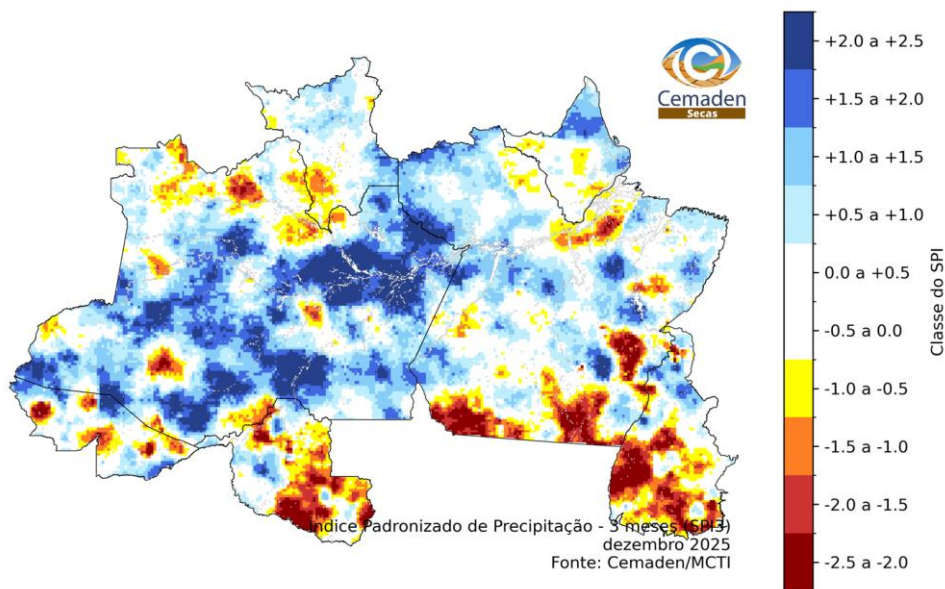 Cemaden
Secas
+2.0 a +2.5
+1.5 a +2.0
+1.0 a +1.5
+0.5 a +1.0
0.0 a +0.5
-0.5 a 0.0
-1.0 a -0.5
-1.5 a -1.0
-2.0 a -1.5
-2.5 a -2.0
Classe do SPI
Índice Padronizado de Precipitação - 3 meses (SPI3)
dezembro 2025
Fonte: Cemaden/MCTI